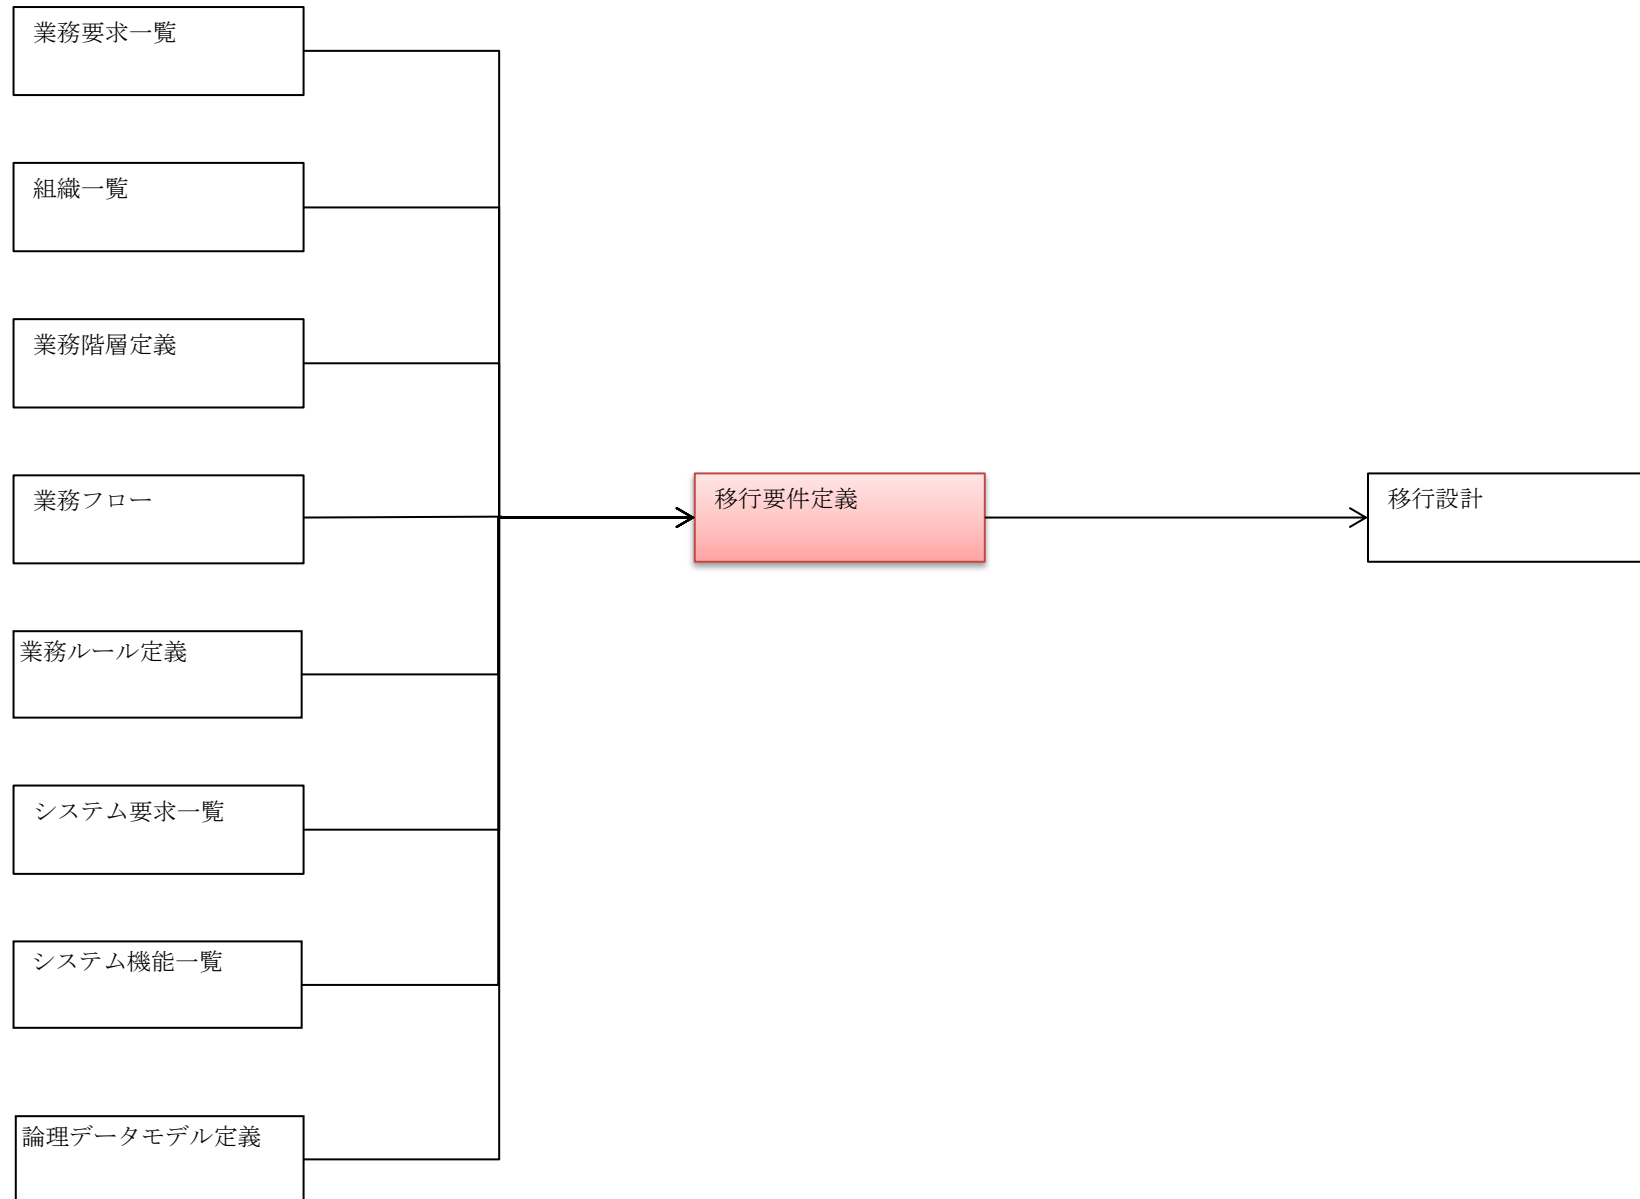 業務要求一覧
組織一覧
業務階層定義
業務フロー
移行要件定義
移行設計
業務ルール定義
システム要求一覧
システム機能一覧
論理データモデル定義